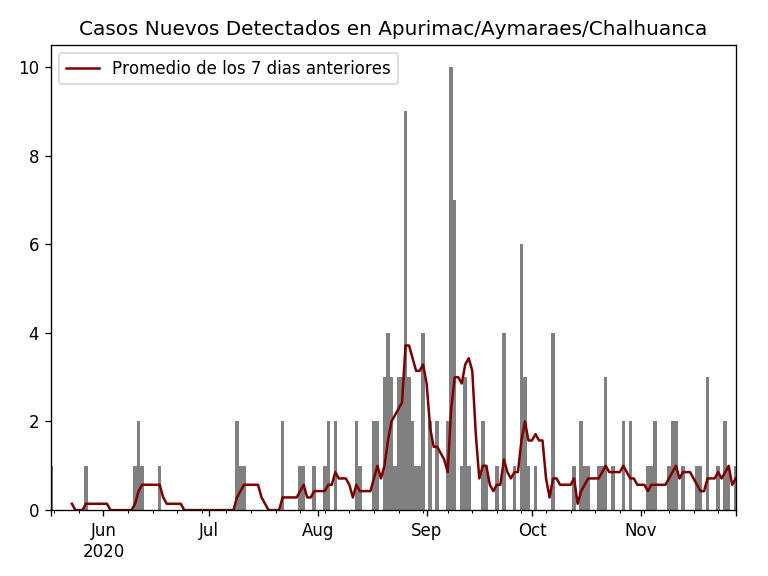 Casos Nuevos Detectados en Apurimac/Aymaraes/Chalhuanca
Promedio de los 7 dias anteriores
10
8
6
4
2
0
Jun Jul Aug Sep Oct Nov
2020